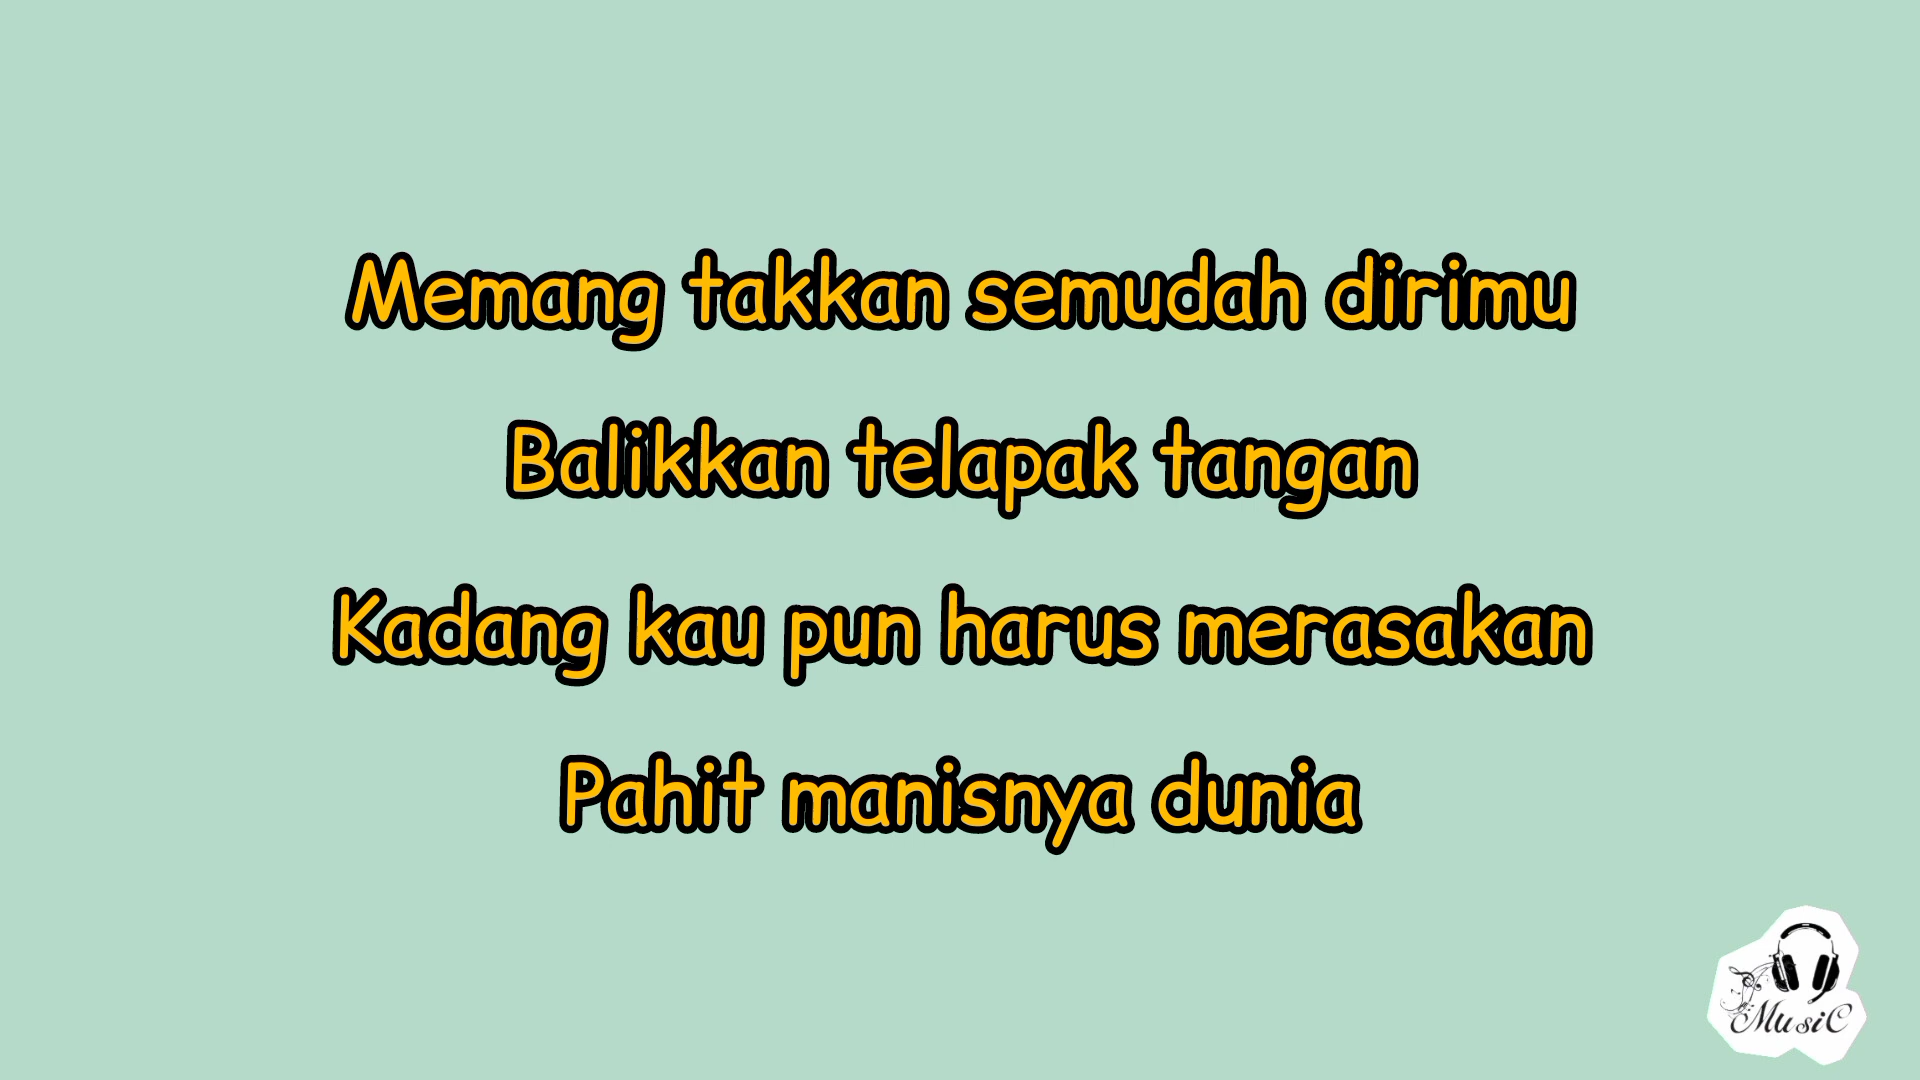 Memang takkan semudah dirimu
Balikkan telapak tangan
Kadang kau pun harus merasakan
Pahit manisnya dunia
MusiC